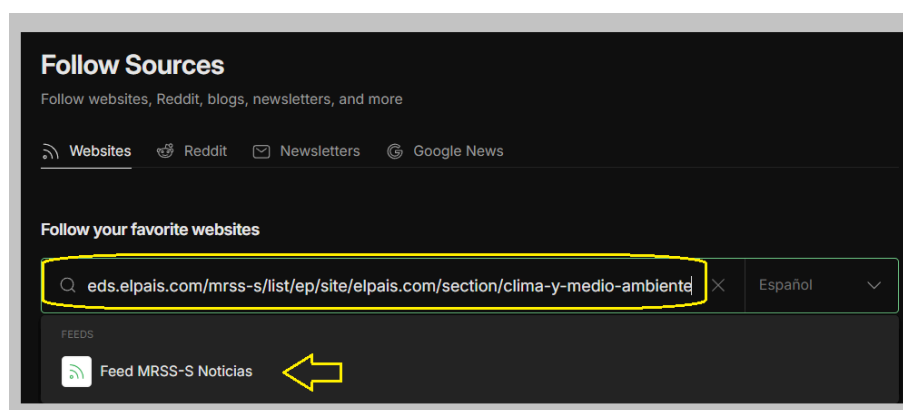 Follow Sources
Follow websites, Reddit, blogs, newsletters, and more
Websites Reddit Newsletters Google News
Follow your favorite websites
eds.elpais.com/mrss-s/list/ep/site/elpais.com/section/clima-y-medio-ambiente Español
FEEDS
Feed MRSS-S Noticias